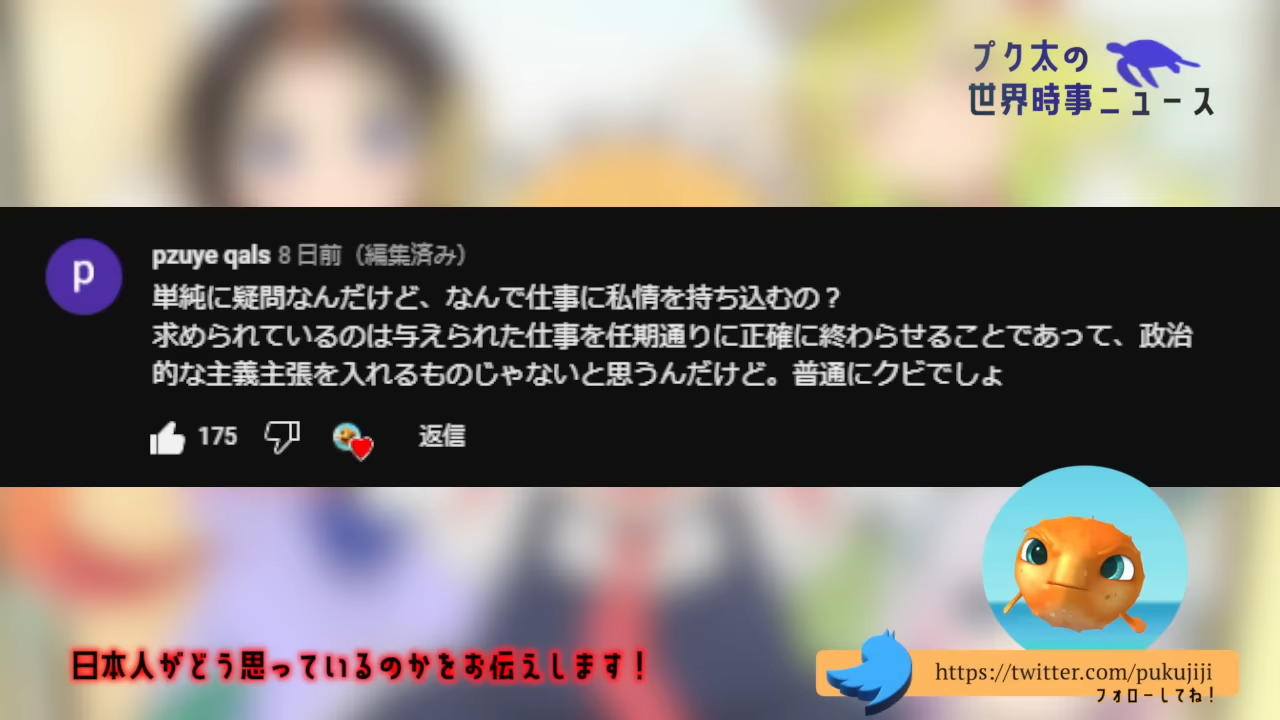 プク太の
世界時事ニュース
p
pzuye qals 8 日前（編集済み）
単純に疑問なんだけど、なんで仕事に私情を持ち込むの？
求められているのは与えられた仕事を任期通りに正確に終わらせることであって、政治
的な主義主張を入れるものじゃないと思うんだけど。普通にクビでしょ
175 返信
日本人がどう思っているのかをお伝えします！
https://twitter.com/pukujiji
フォローしてね！